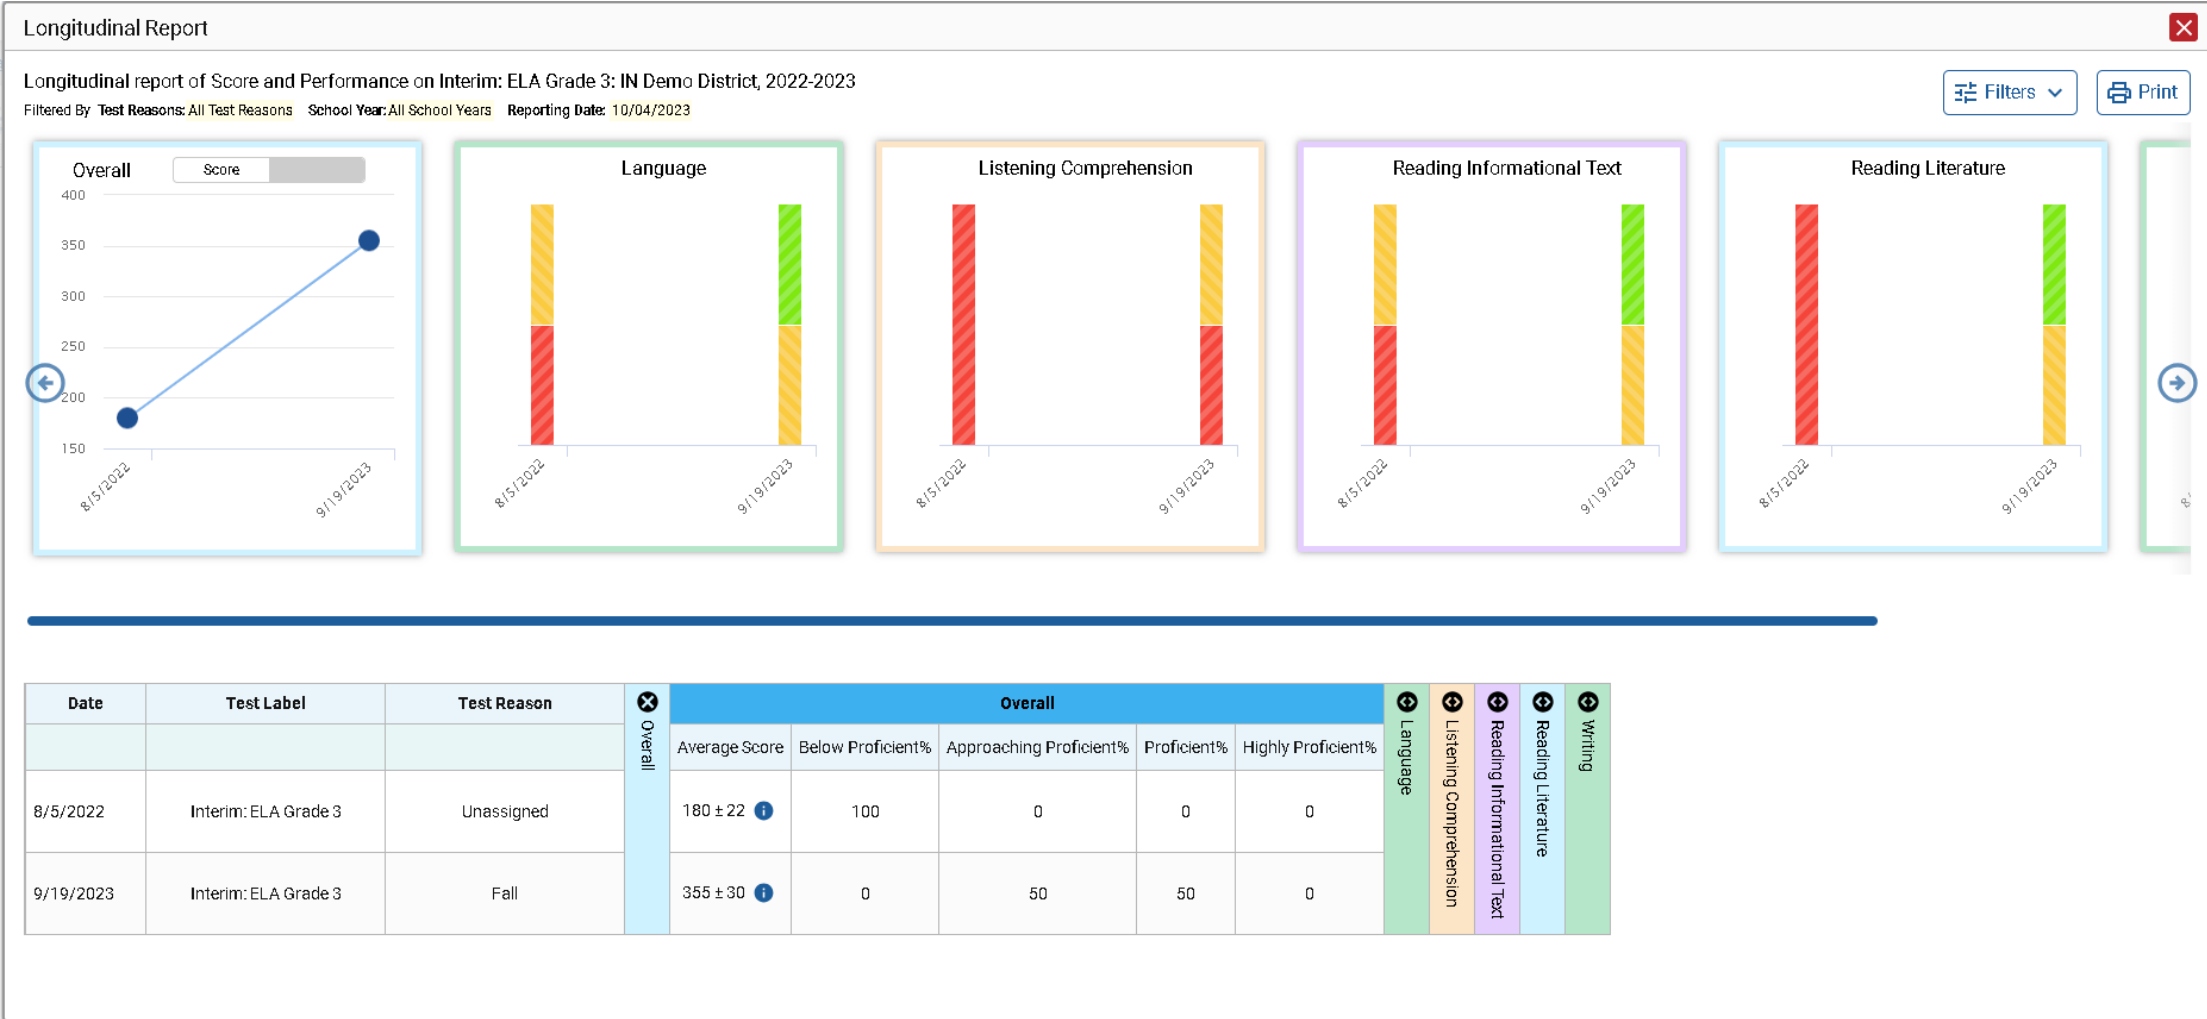 Longitudinal Report
Longitudinal report of Score and Performance on Interim: ELA Grade 3: IN Demo District, 2022-2023
Filtered By Test Reasons: All Test Reasons School Year: All School Years Reporting Date: 10/04/2023
Filters
Print
Overall
Score
400
350
300
250
200
150
8/5/2022
9/19/2023
Language
8/5/2022
9/19/2023
Listening Comprehension
8/5/2022
9/19/2023
Reading Informational Text
8/5/2022
9/19/2023
Reading Literature
8/5/2022
9/19/2023
8/
Date Test Label Test Reason Overall Overall Language Listening Comprehension Reading Informational Text Reading Literature Writing
Average Score Below Proficient% Approaching Proficient% Proficient% Highly Proficient%
8/5/2022 Interim: ELA Grade 3 Unassigned 180 ± 22 100 0 0 0
9/19/2023 Interim: ELA Grade 3 Fall 355 ± 30 0 50 50 0